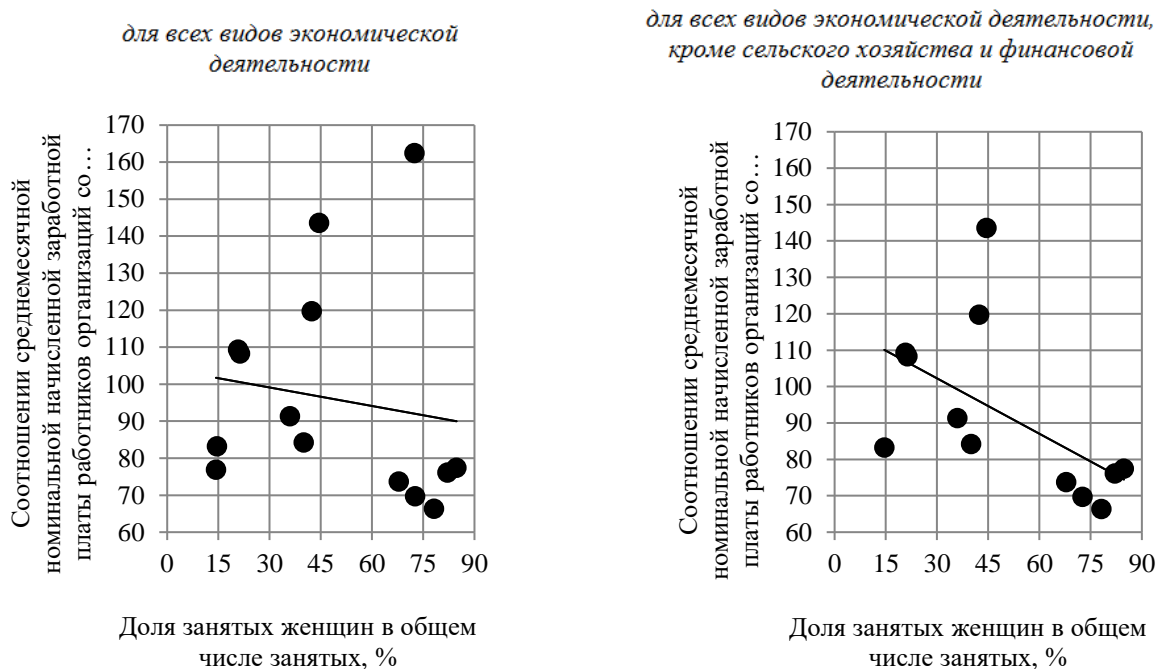 для всех видов экономической
деятельности
170
160
150
140
130
120
110
100
90
80
70
60
0 15 30 45 60 75 90
Соотношении среднемесячной
номинальной начисленной заработной
платы работников организаций со…
Доля занятых женщин в общем
числе занятых, %
для всех видов экономической деятельности,
кроме сельского хозяйства и финансовой
деятельности
170
160
150
140
130
120
110
100
90
80
70
60
0 15 30 45 60 75 90
Соотношении среднемесячной
номинальной начисленной заработной
платы работников организаций со…
Доля занятых женщин в общем
числе занятых, %